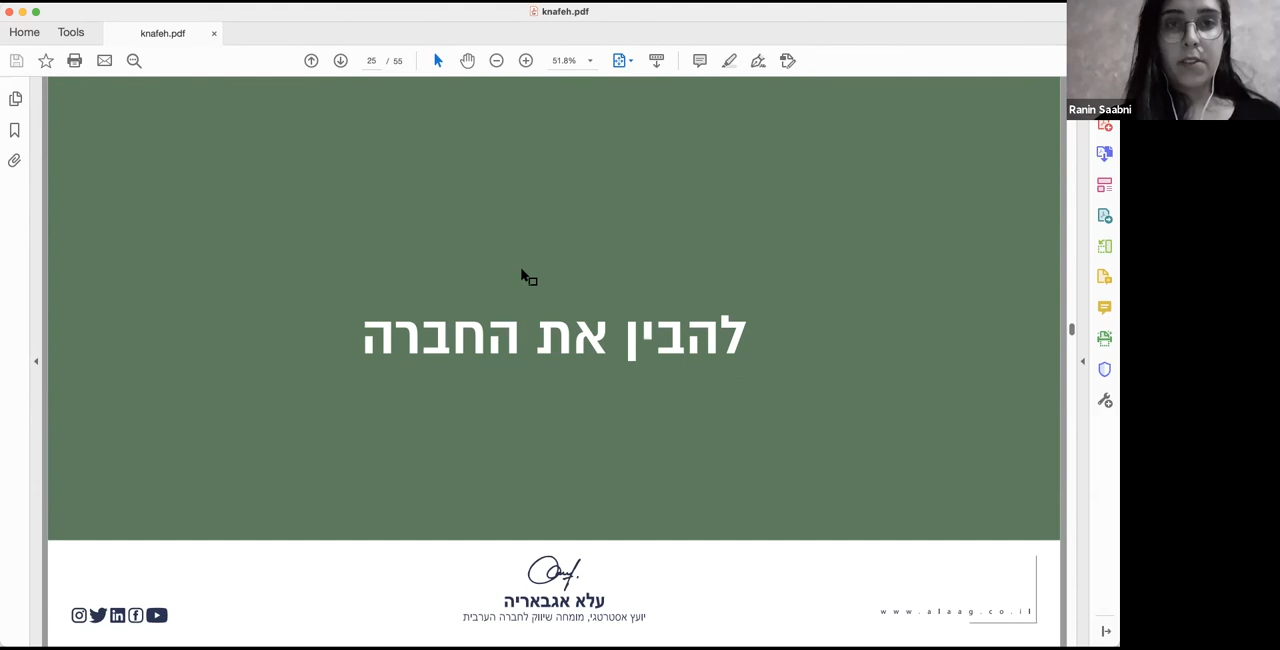 knafeh.pdf
Home
Tools
knafeh.pdf
25 / 55
51.8%
Ranin Saabni
להבין את החברה
עלא אגבאריה
יועץ אסטרטגי, מומחה שיווק לחברה הערבית
www.alaag.co.il